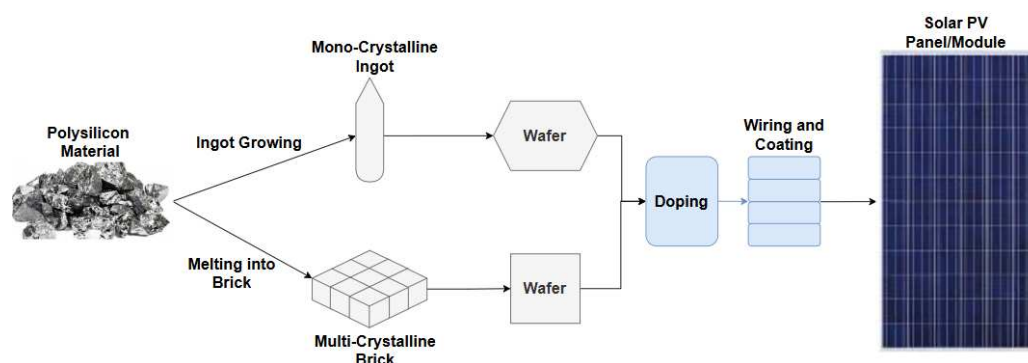 Solar PV
Panel/Module
Mono-Crystalline
Ingot
Polysilicon
Material
Ingot Growing
Wafer
Wiring and
Coating
Doping
Melting into
Brick
Wafer
Multi-Crystalline
Brick